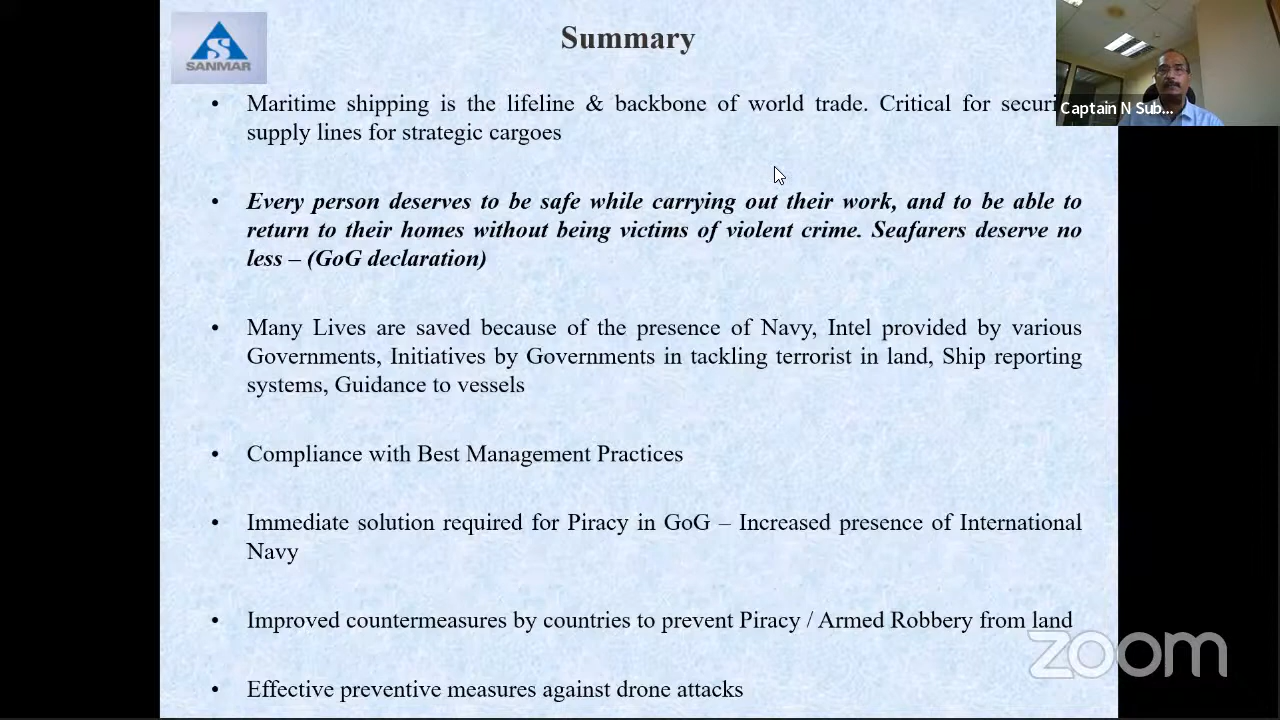 Summary
SANMAR
• Maritime shipping is the lifeline & backbone of world trade. Critical for
supply lines for strategic cargoes
Captain N Sub...
• Every person deserves to be safe while carrying out their work, and to be able to
return to their homes without being victims of violent crime. Seafarers deserve no
less – (GoG declaration)
• Many Lives are saved because of the presence of Navy, Intel provided by various
Governments, Initiatives by Governments in tackling terrorist in land, Ship reporting
systems, Guidance to vessels
• Compliance with Best Management Practices
• Immediate solution required for Piracy in GoG – Increased presence of International
Navy
• Improved countermeasures by countries to prevent Piracy / Armed Robbery from land
zoom
• Effective preventive measures against drone attacks